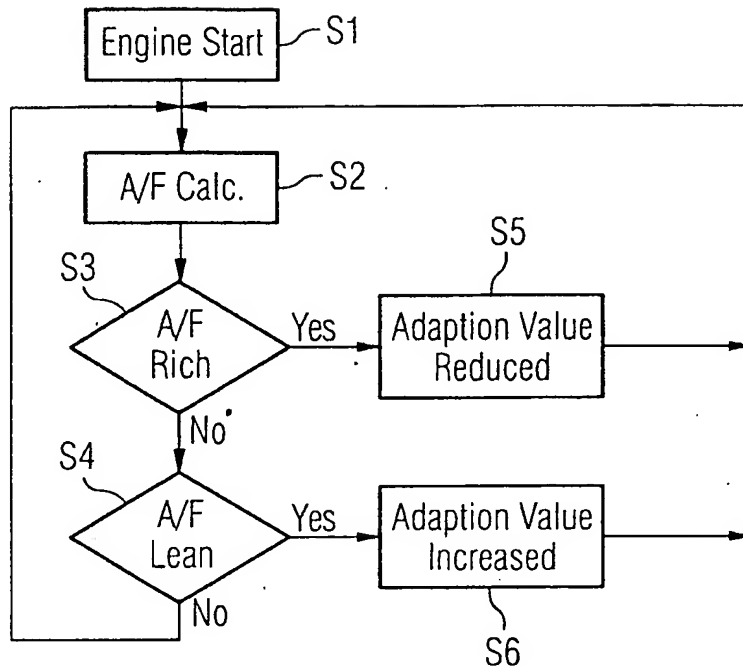 Engine Start
S1
A/F Calc.
S2
S3
A/F
Rich
Yes
S5
Adaption Value
Reduced
No
S4
A/F
Lean
Yes
Adaption Value
Increased
S6
No